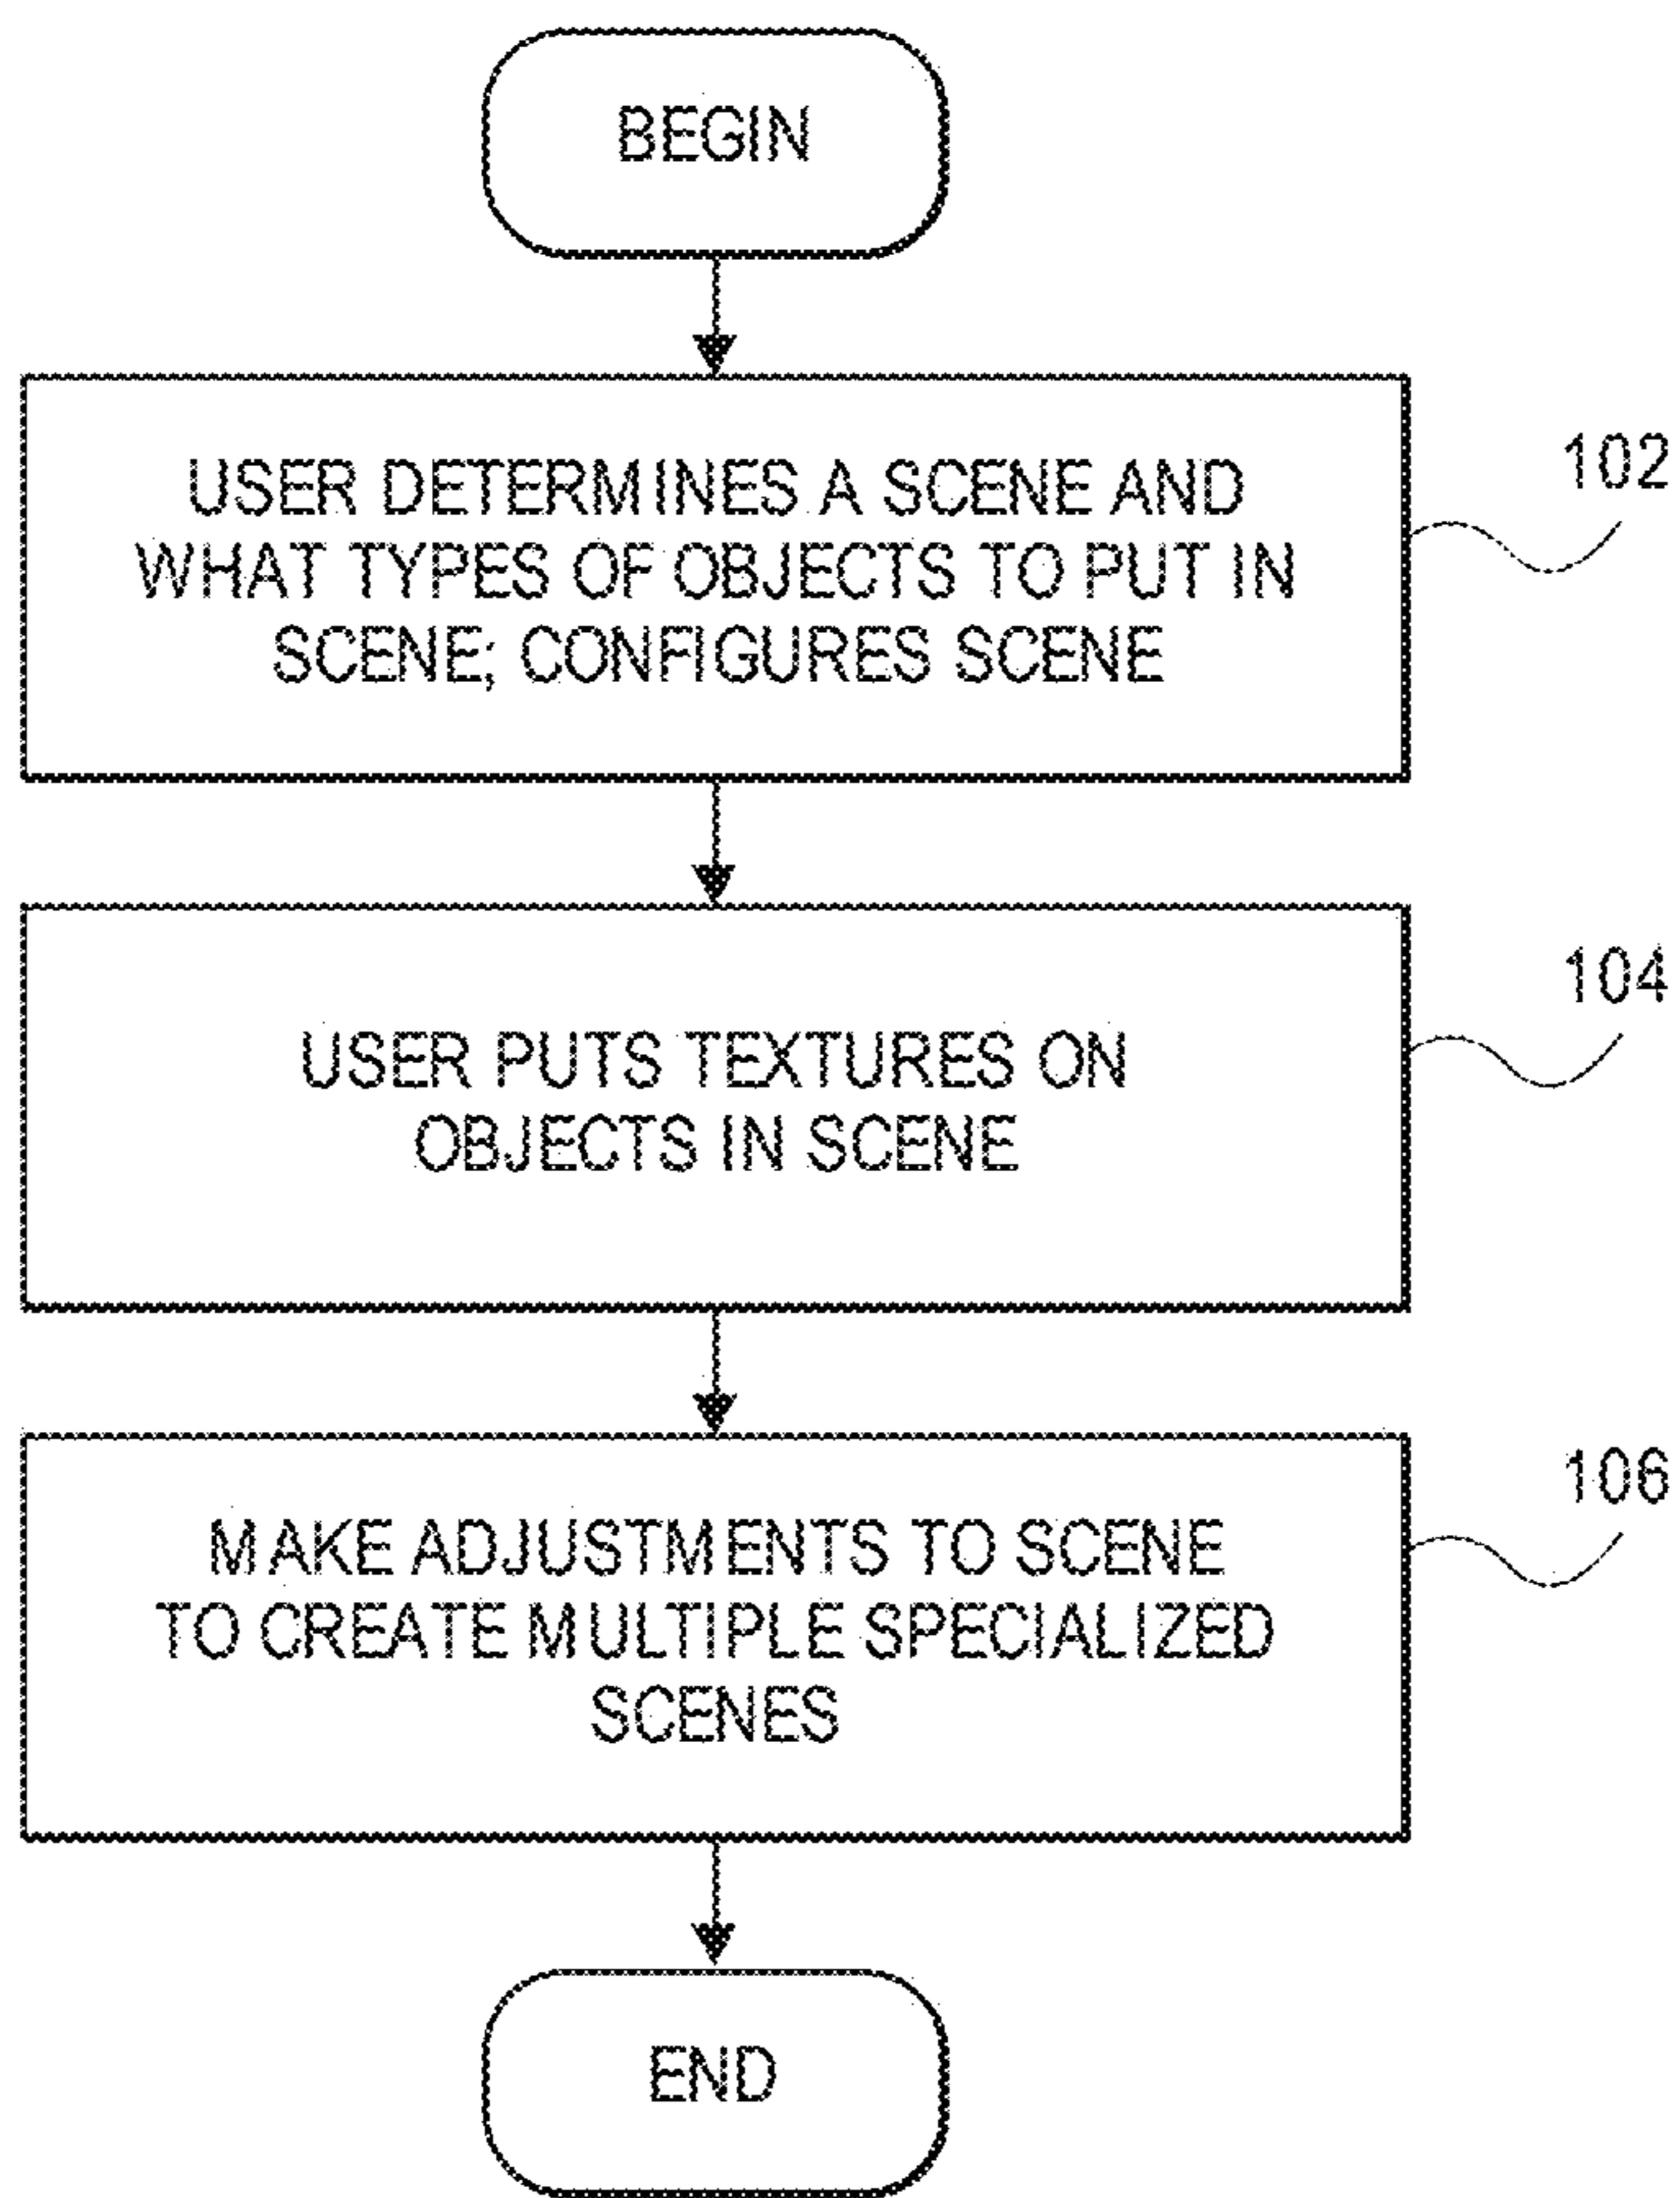 BEGIN
USER DETERMINES A SCENE AND
WHAT TYPES OF OBJECTS TO PUT IN
SCENE; CONFIGURES SCENE
102
USER PUTS TEXTURES ON
OBJECTS IN SCENE
104
MAKE ADJUSTMENTS TO SCENE
TO CREATE MULTIPLE SPECIALIZED
SCENES
106
END